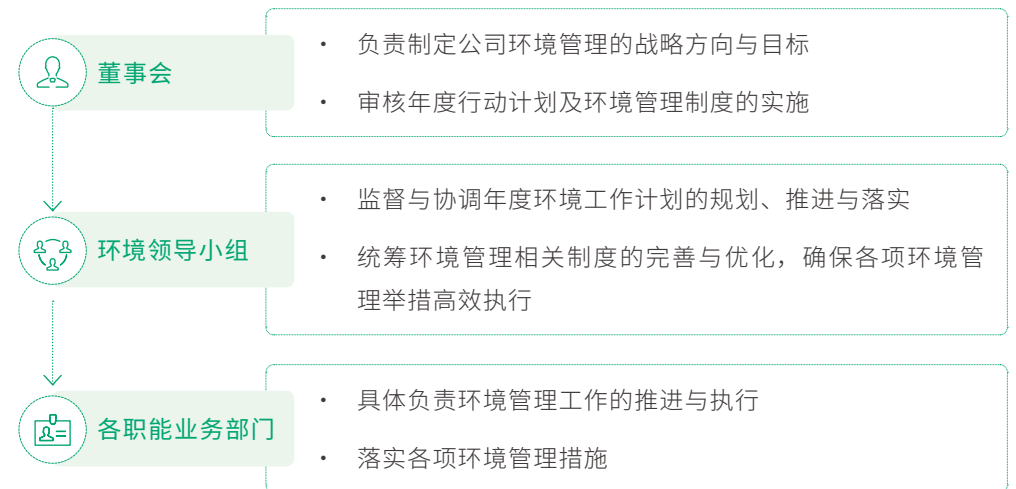 董事会
· 负责制定公司环境管理的战略方向与目标
· 审核年度行动计划及环境管理制度的实施
环境领导小组
· 监督与协调年度环境工作计划的规划、推进与落实
· 统筹环境管理相关制度的完善与优化，确保各项环境管
理举措高效执行
各职能业务部门
· 具体负责环境管理工作的推进与执行
· 落实各项环境管理措施